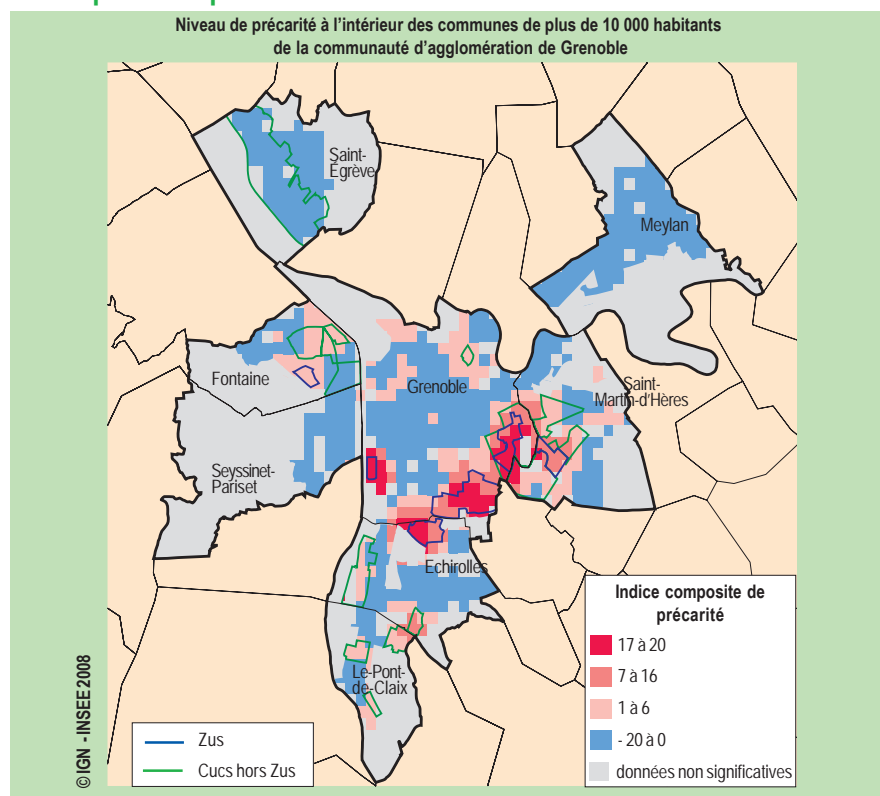 Niveau de précarité à l'intérieur des communes de plus de 10 000 habitants
de la communauté d'agglomération de Grenoble
Saint-
Égrève
Meylan
Fontaine
Grenoble
Saint-
Martin-d'Hères
Seyssinet-
Pariset
Echirolles
Le-Pont-
de-Claix
Indice composite de
précarité
17 à 20
7 à 16
1 à 6
- 20 à 0
données non significatives
Zus
Cucs hors Zus
© IGN - INSEE 2008